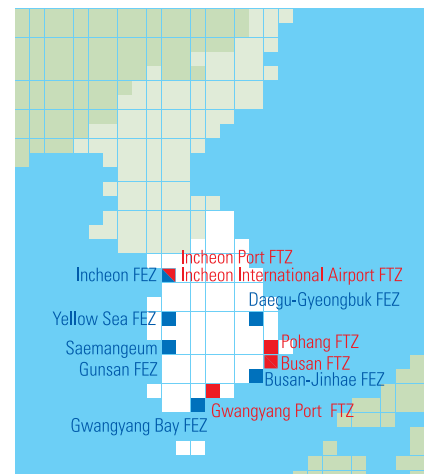 Incheon Port FTZ
Incheon FEZ
Incheon International Airport FTZ
Daegu-Gyeongbuk FEZ
Yellow Sea FEZ
Saemangeum
Gunsan FEZ
Pohang FTZ
Busan FTZ
Busan-Jinhae FEZ
Gwangyang Port FTZ
Gwangyang Bay FEZ